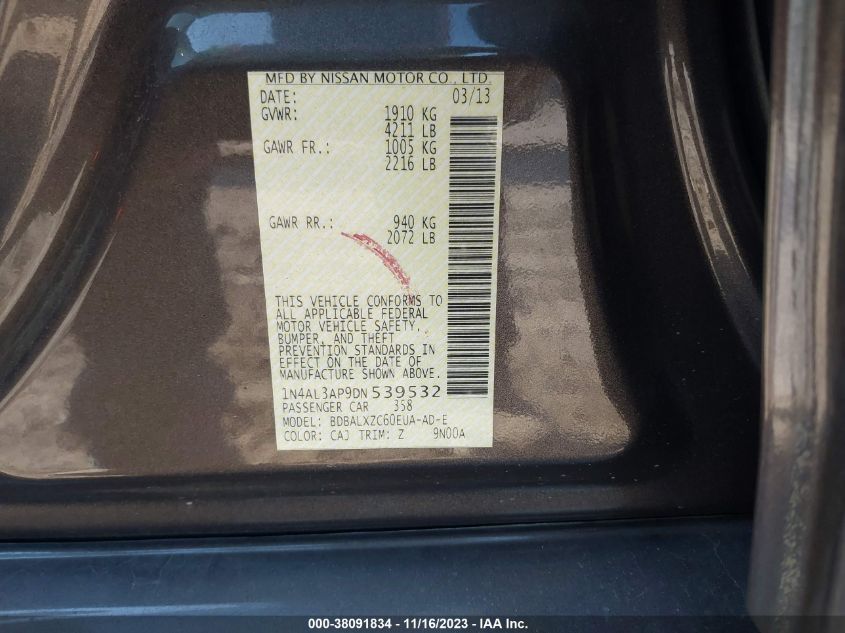 MFD BY NISSAN MOTOR CO., LTD.
DATE: 03/13
GVWR: 1910 KG
4211 LB
GAWR FR.: 1005 KG
2216 LB
GAWR RR.: 940 KG
2072 LB
THIS VEHICLE CONFORMS TO
ALL APPLICABLE FEDERAL
MOTOR VEHICLE SAFETY,
BUMPER, AND THEFT
PREVENTION STANDARDS IN
EFFECT ON THE DATE OF
MANUFACTURE SHOWN ABOVE.
1N4AL3AP9DN539532
PASSENGER CAR 358
MODEL: BDBALXZC60EUA-AD-E
COLOR: CAJ TRIM: Z 9N00A
000-38091834 - 11/16/2023 - IAA Inc.